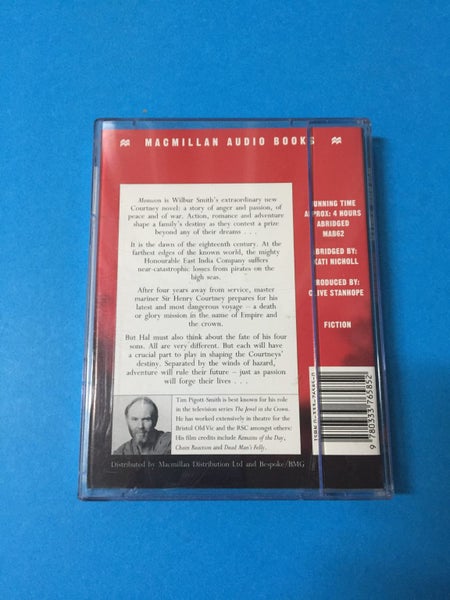 MACMILLAN AUDIO BOOKS
Monsoon is Wilbur Smith's extraordinary new
Courtney novel: a story of anger and passion, of
peace and of war. Action, romance and adventure
shape a family's destiny as they contest a prize
beyond any of their dreams . . .
It is the dawn of the eighteenth century. At the
farthest edges of the known world, the mighty
Honourable East India Company suffers
near-catastrophic losses from pirates on the
high seas.
After four years away from service, master
mariner Sir Henry Courtney prepares for his
latest and most dangerous voyage – a death
or glory mission in the name of Empire and
the crown.
But Hal must also think about the fate of his four
sons. All are very different. But each will have
a crucial part to play in shaping the Courtneys'
destiny. Separated by the winds of hazard,
adventure will rule their future – just as passion
will forge their lives . . .
Tim Pigott-Smith is best known for his role
in the television series The Jewel in the Crown.
He has worked extensively in theatre for the
Bristol Old Vic and the RSC amongst others:
His film credits include Remains of the Day,
Chain Reaction and Dead Man's Folly.
Distributed by Macmillan Distribution Ltd and Bespoke/BMG
RUNNING TIME
APPROX: 4 HOURS
ABRIDGED
MAB62
ABRIDGED BY:
KATI NICHOLL
PRODUCED BY:
CLIVE STANHOPE
FICTION
ISBN 0-333-76585-0
9 780333 765852